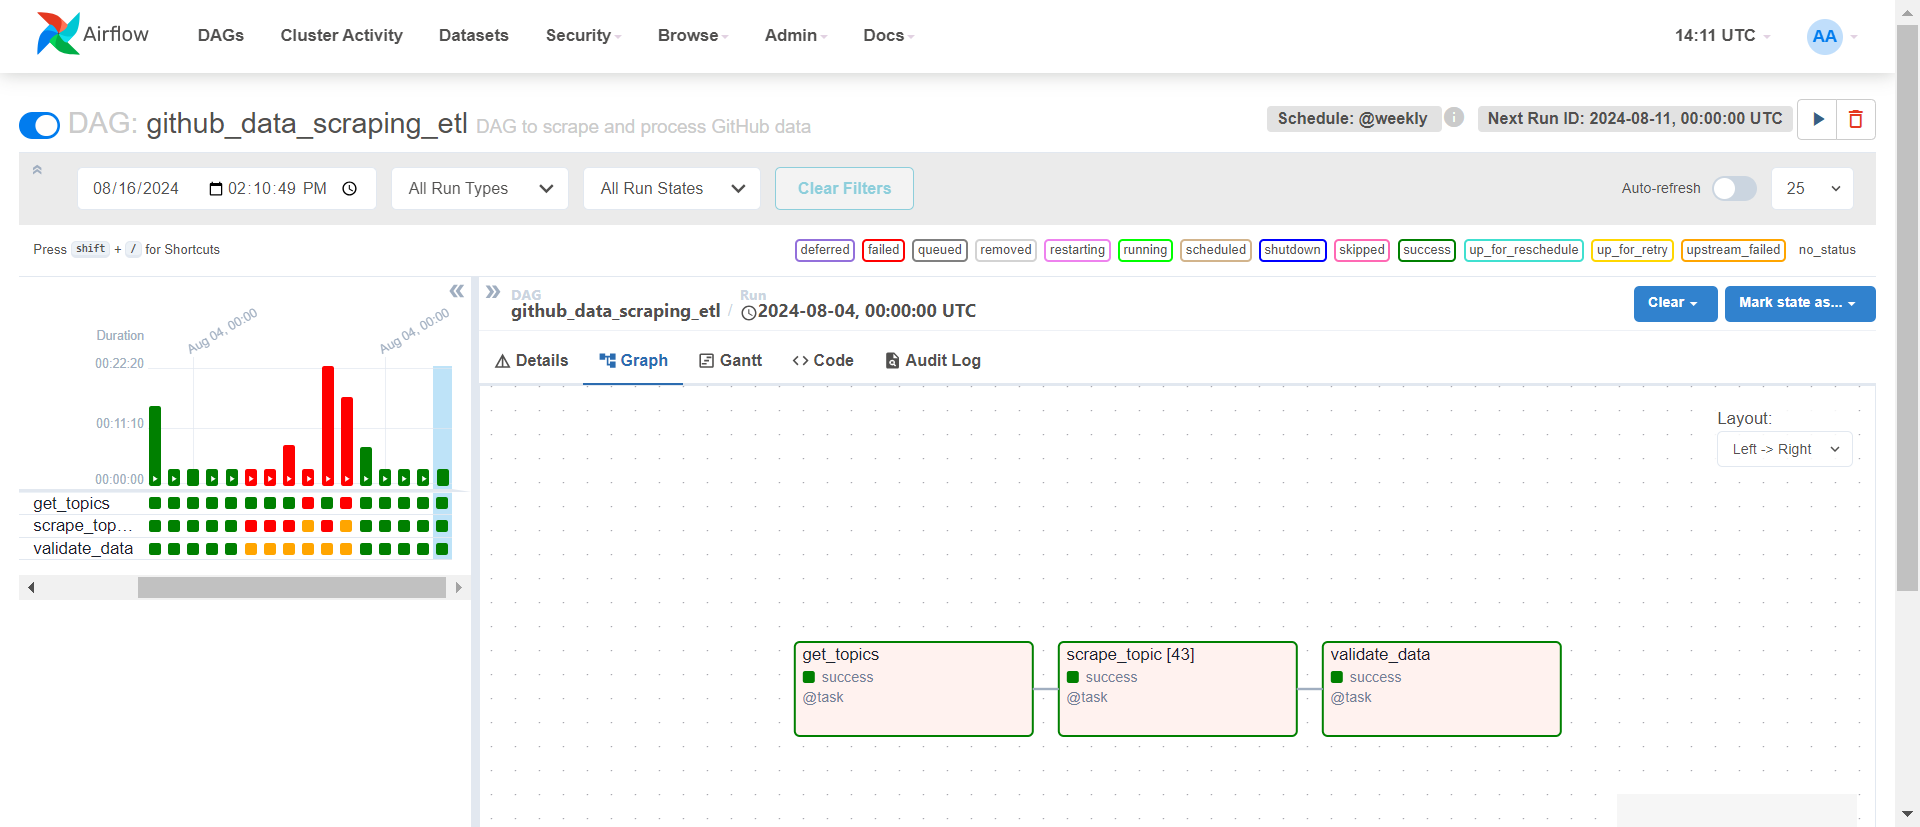 Airflow DAGs Cluster Activity Datasets Security Browse Admin Docs 14:11 UTC AA
DAG: github_data_scraping_etl DAG to scrape and process GitHub data Schedule: @weekly i Next Run ID: 2024-08-11, 00:00:00 UTC
08/16/2024 02:10:49 PM All Run Types All Run States Clear Filters Auto-refresh 25
Press shift + / for Shortcuts deferred failed queued removed restarting running scheduled shutdown skipped success up_for_reschedule up_for_retry upstream_failed no_status
DAG Run
github_data_scraping_etl / 2024-08-04, 00:00:00 UTC Clear Mark state as...
Aug 04, 00:00 Aug 04, 00:00
Duration
00:22:20
00:11:10
00:00:00
get_topics
scrape_top...
validate_data
Details Graph Gantt Code Audit Log
Layout:
Left -> Right
get_topics
success
@task
scrape_topic [43]
success
@task
validate_data
success
@task